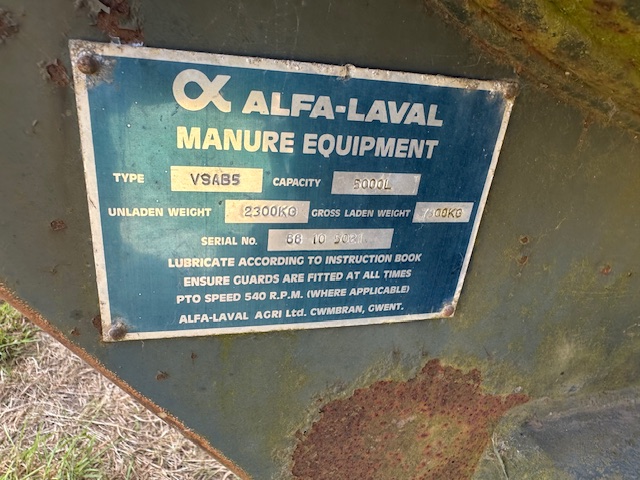 ALFA-LAVAL
MANURE EQUIPMENT
TYPE VSAB5 CAPACITY 5000L
UNLADEN WEIGHT 2300KG GROSS LADEN WEIGHT
SERIAL No. 88 10
LUBRICATE ACCORDING TO INSTRUCTION BOOK
ENSURE GUARDS ARE FITTED AT ALL TIMES
PTO SPEED 540 R.P.M. (WHERE APPLICABLE)
ALFA-LAVAL AGRI Ltd. CWMBRAN, GWENT.